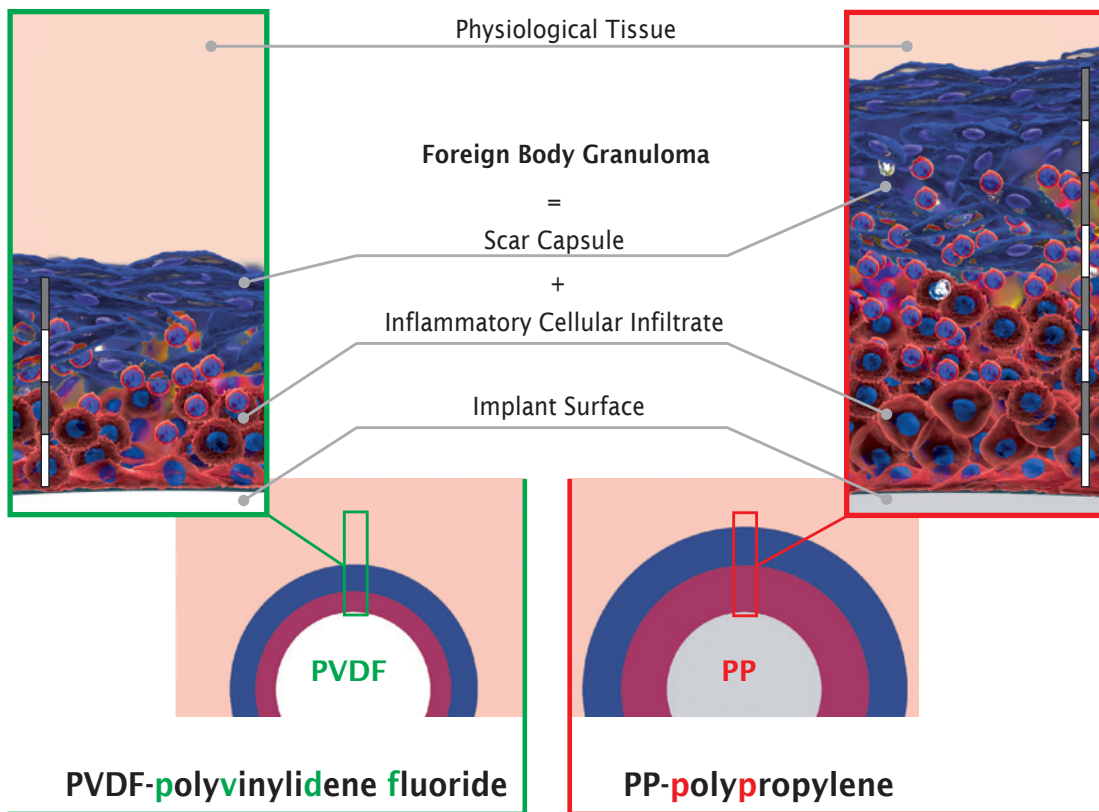 Physiological Tissue
Foreign Body Granuloma
=
Scar Capsule
+
Inflammatory Cellular Infiltrate
Implant Surface
PVDF
PP
PVDF-polyvinylidene fluoride
PP-polypropylene